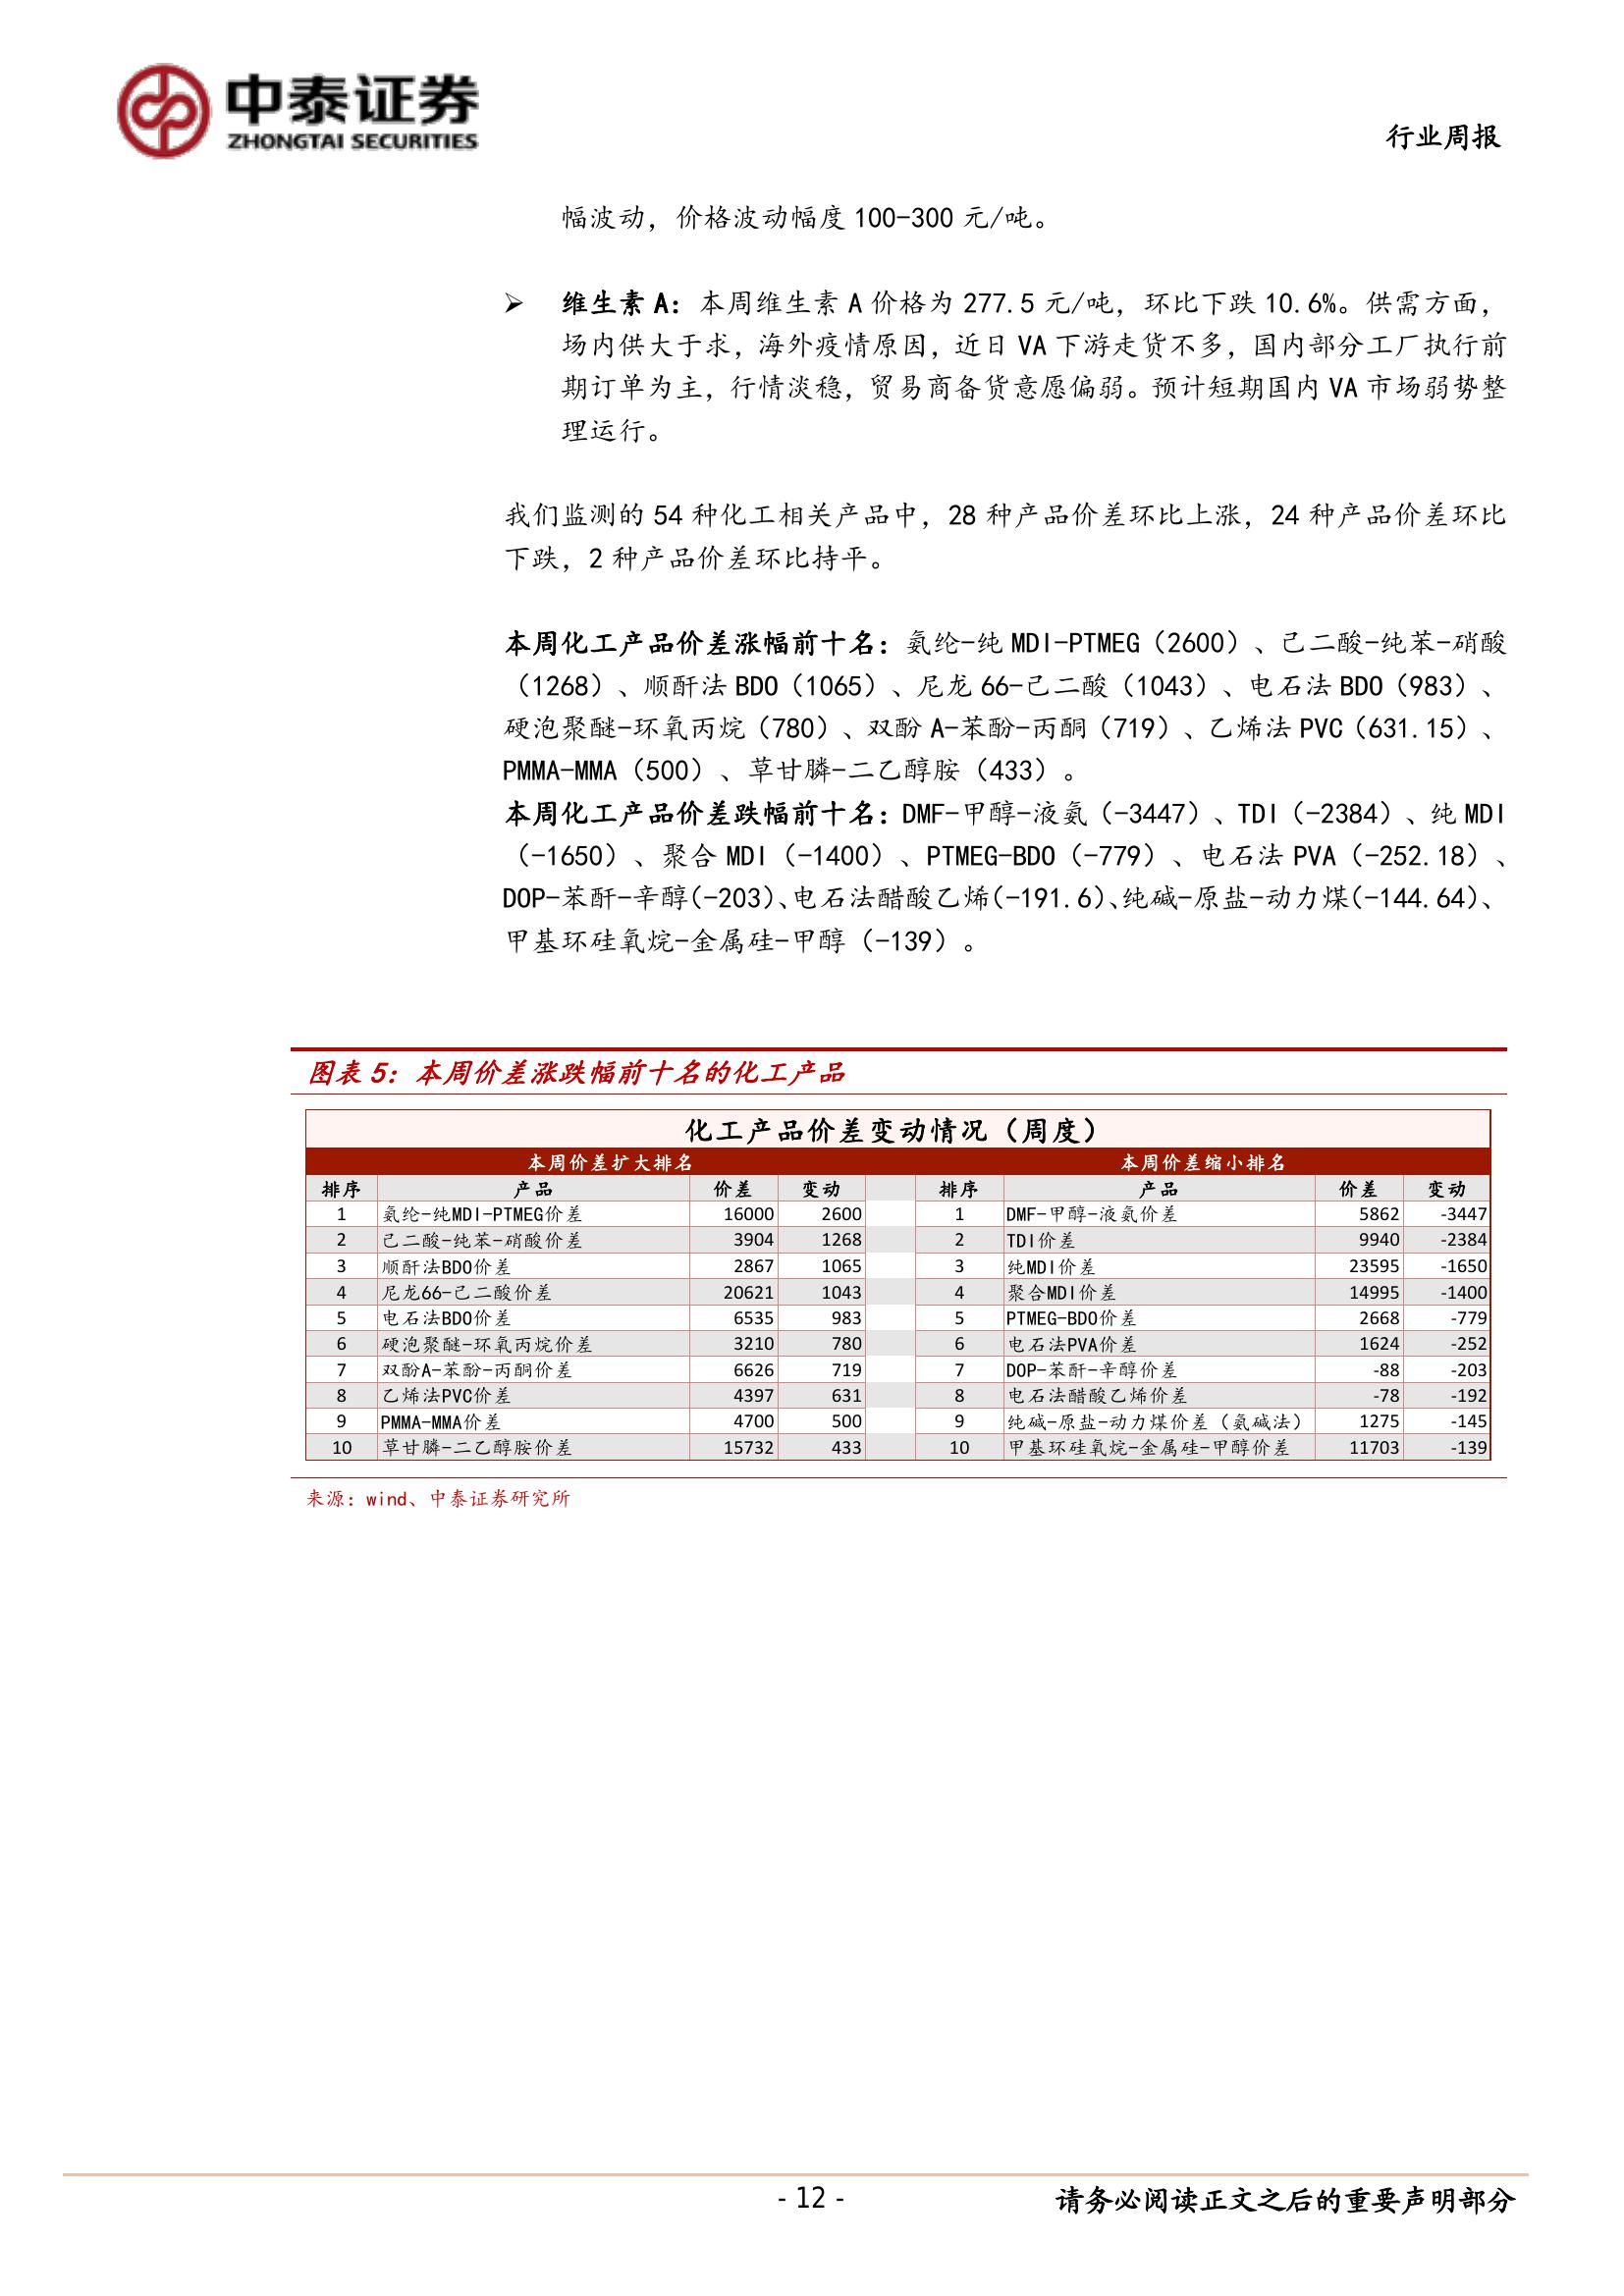 中泰证券
ZHONGTAI SECURITIES
行业周报
幅波动，价格波动幅度 100-300 元/吨。
➢ 维生素 A：本周维生素 A 价格为 277.5 元/吨，环比下跌 10.6%。供需方面，
场内供大于求，海外疫情原因，近日 VA 下游走货不多，国内部分工厂执行前
期订单为主，行情淡稳，贸易商备货意愿偏弱。预计短期国内 VA 市场弱势整
理运行。
我们监测的 54 种化工相关产品中，28 种产品价差环比上涨，24 种产品价差环比
下跌，2 种产品价差环比持平。
本周化工产品价差涨幅前十名：氨纶-纯 MDI-PTMEG（2600）、己二酸-纯苯-硝酸
（1268）、顺酐法 BDO（1065）、尼龙 66-己二酸（1043）、电石法 BDO（983）、
硬泡聚醚-环氧丙烷（780）、双酚 A-苯酚-丙酮（719）、乙烯法 PVC（631.15）、
PMMA-MMA（500）、草甘膦-二乙醇胺（433）。
本周化工产品价差跌幅前十名：DMF-甲醇-液氨（-3447）、TDI（-2384）、纯 MDI
（-1650）、聚合 MDI（-1400）、PTMEG-BDO（-779）、电石法 PVA（-252.18）、
DOP-苯酐-辛醇（-203）、电石法醋酸乙烯（-191.6）、纯碱-原盐-动力煤（-144.64）、
甲基环硅氧烷-金属硅-甲醇（-139）。
图表 5：本周价差涨跌幅前十名的化工产品
化工产品价差变动情况（周度）
本周价差扩大排名 本周价差缩小排名
排序 产品 价差 变动 排序 产品 价差 变动
1 氨纶-纯MDI-PTMEG价差 16000 2600 1 DMF-甲醇-液氨价差 5862 -3447
2 己二酸-纯苯-硝酸价差 3904 1268 2 TDI价差 9940 -2384
3 顺酐法BDO价差 2867 1065 3 纯MDI价差 23595 -1650
4 尼龙66-己二酸价差 20621 1043 4 聚合MDI价差 14995 -1400
5 电石法BDO价差 6535 983 5 PTMEG-BDO价差 2668 -779
6 硬泡聚醚-环氧丙烷价差 3210 780 6 电石法PVA价差 1624 -252
7 双酚A-苯酚-丙酮价差 6626 719 7 DOP-苯酐-辛醇价差 -88 -203
8 乙烯法PVC价差 4397 631 8 电石法醋酸乙烯价差 -78 -192
9 PMMA-MMA价差 4700 500 9 纯碱-原盐-动力煤价差（氨碱法） 1275 -145
10 草甘膦-二乙醇胺价差 15732 433 10 甲基环硅氧烷-金属硅-甲醇价差 11703 -139
来源：wind、中泰证券研究所
- 12 -
请务必阅读正文之后的重要声明部分